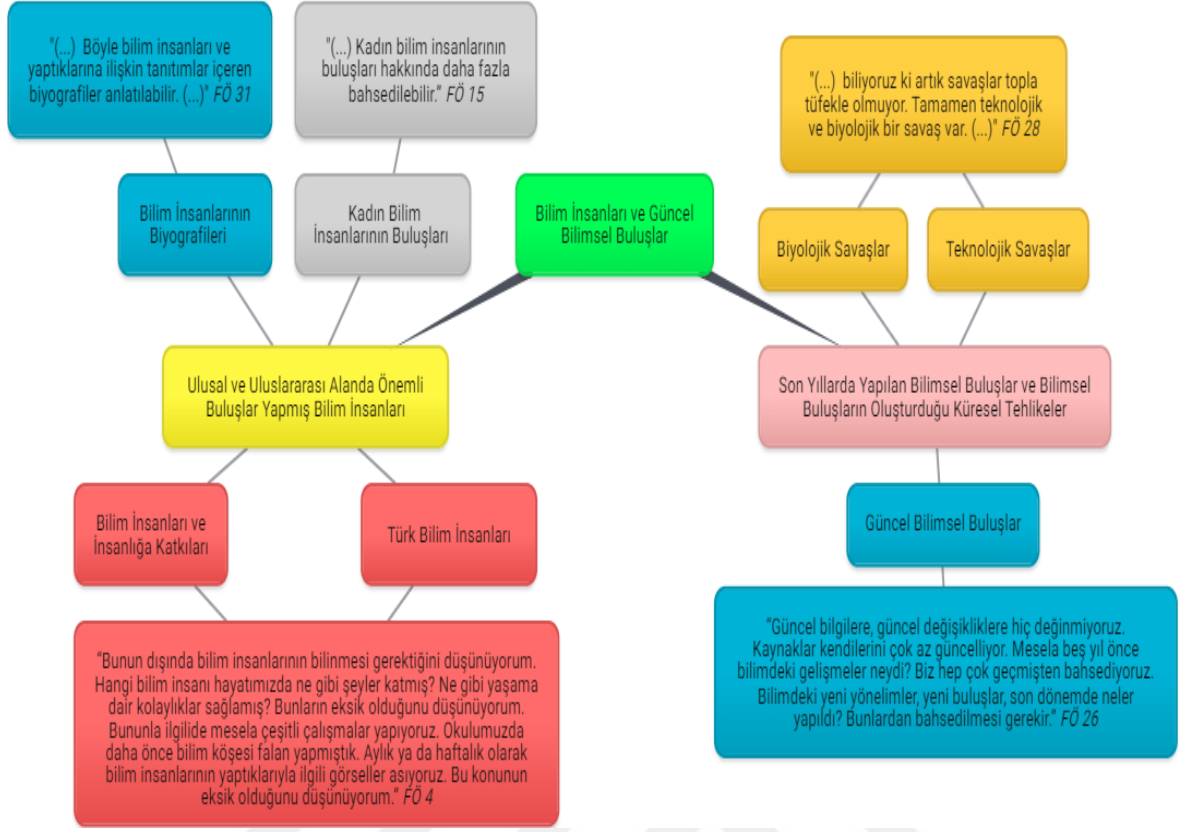 "(...) Böyle bilim insanları ve
yaptıklarına ilişkin tanıtımlar içeren
biyografiler anlatılabilir. (...)" FÖ 31
"(...) Kadın bilim insanlarının
buluşları hakkında daha fazla
bahsedilebilir.” FÖ 15
"(...) biliyoruz ki artık savaşlar topla
tüfekle olmuyor. Tamamen teknolojik
ve biyolojik bir savaş var. (...)" FÖ 28
Bilim İnsanlarının
Biyografileri
Kadın Bilim
İnsanlarının Buluşları
Bilim İnsanları ve Güncel
Bilimsel Buluşlar
Biyolojik Savaşlar
Teknolojik Savaşlar
Ulusal ve Uluslararası Alanda Önemli
Buluşlar Yapmış Bilim İnsanları
Son Yıllarda Yapılan Bilimsel Buluşlar ve Bilimsel
Buluşların Oluşturduğu Küresel Tehlikeler
Bilim İnsanları ve
İnsanlığa Katkıları
Türk Bilim İnsanları
Güncel Bilimsel Buluşlar
“Bunun dışında bilim insanlarının bilinmesi gerektiğini düşünüyorum.
Hangi bilim insanı hayatımızda ne gibi şeyler katmış? Ne gibi yaşama
dair kolaylıklar sağlamış? Bunların eksik olduğunu düşünüyorum.
Bununla ilgilide mesela çeşitli çalışmalar yapıyoruz. Okulumuzda
daha önce bilim köşesi falan yapmıştık. Aylık ya da haftalık olarak
bilim insanlarının yaptıklarıyla ilgili görseller asıyoruz. Bu konunun
eksik olduğunu düşünüyorum.” FÖ 4
“Güncel bilgilere, güncel değişikliklere hiç değinmiyoruz.
Kaynaklar kendilerini çok az güncelliyor. Mesela beş yıl önce
bilimdeki gelişmeler neydi? Biz hep çok geçmişten bahsediyoruz.
Bilimdeki yeni yönelimler, yeni buluşlar, son dönemde neler
yapıldı? Bunlardan bahsedilmesi gerekir.” FÖ 26